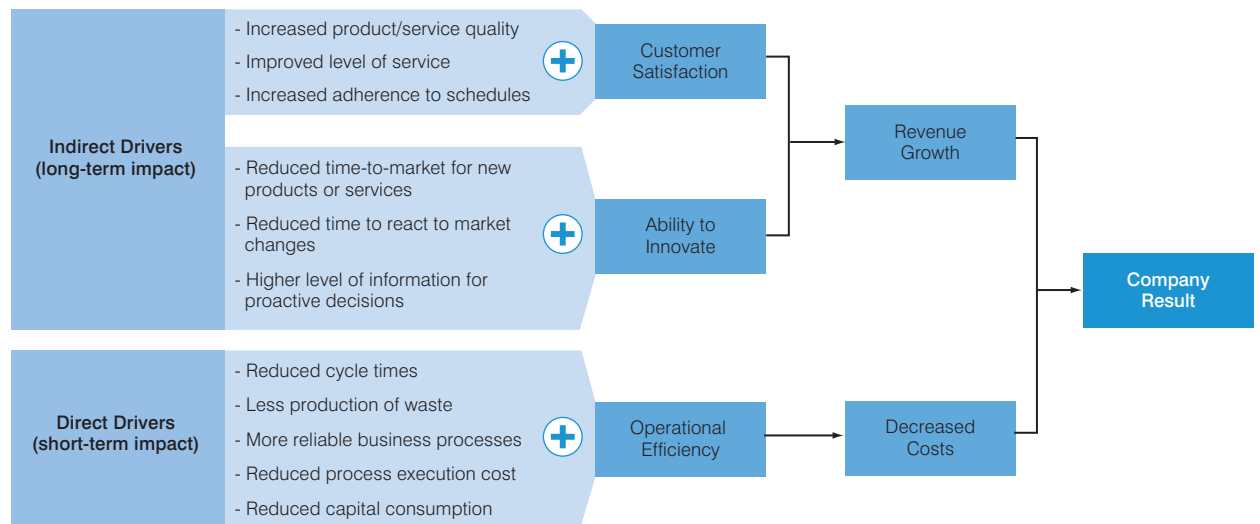 Indirect Drivers
(long-term impact)
- Increased product/service quality
- Improved level of service
- Increased adherence to schedules
Customer
Satisfaction
- Reduced time-to-market for new
products or services
- Reduced time to react to market
changes
- Higher level of information for
proactive decisions
Ability to
Innovate
Revenue
Growth
Company
Result
Direct Drivers
(short-term impact)
- Reduced cycle times
- Less production of waste
- More reliable business processes
- Reduced process execution cost
- Reduced capital consumption
Operational
Efficiency
Decreased
Costs